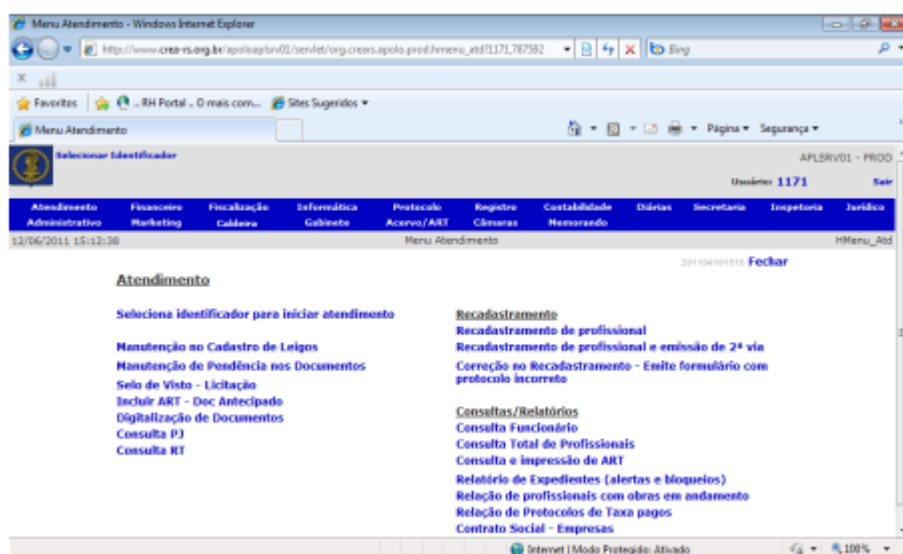 Menu Atendimento - Windows Internet Explorer
http://www.crea-rs.org.br/apoloaplsrv01/servlet/org.crears.apolo.prod.hmenu_atd?1171,787592
Bing
Favoritos RH Portal - O mais com... Sites Sugeridos
Menu Atendimento
Página Segurança
Selecionar Identificador
APLSRV01 - PROD
Usuário: 1171 Sair
Atendimento Financeiro Fiscalização Informática Protocolo Registro Contabilidade Diárias Secretaria Inspetoria Jurídico
Administrativo Marketing Caldeira Gabinete Acervo/ART Câmaras Memorando
12/06/2011 15:12:38 Menu Atendimento HMenu_Atd
Fechar
Atendimento
Seleciona identificador para iniciar atendimento
Manutenção no Cadastro de Leigos
Manutenção de Pendência nos Documentos
Selo de Visto - Licitação
Incluir ART - Doc Antecipado
Digitalização de Documentos
Consulta PJ
Consulta RT
Recadastramento
Recadastramento de profissional
Recadastramento de profissional e emissão de 2ª via
Correção no Recadastramento - Emite formulário com
protocolo incorreto
Consultas/Relatórios
Consulta Funcionário
Consulta Total de Profissionais
Consulta e impressão de ART
Relatório de Expedientes (alertas e bloqueios)
Relação de profissionais com obras em andamento
Relação de Protocolos de Taxa pagos
Contrato Social - Empresas
Internet | Modo Protegido: Ativado 100%